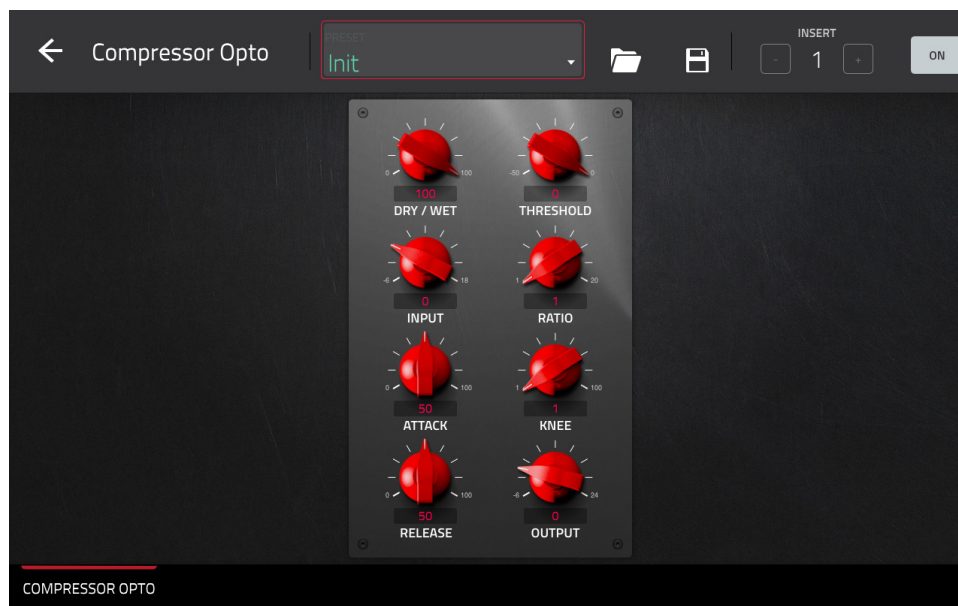 Compressor Opto
PRESET
Init
INSERT
- 1 +
ON
0 100
100
DRY / WET
-50 0
0
THRESHOLD
-6 18
0
INPUT
1 20
1
RATIO
0 100
50
ATTACK
1 100
1
KNEE
0 100
50
RELEASE
-6 24
0
OUTPUT
COMPRESSOR OPTO